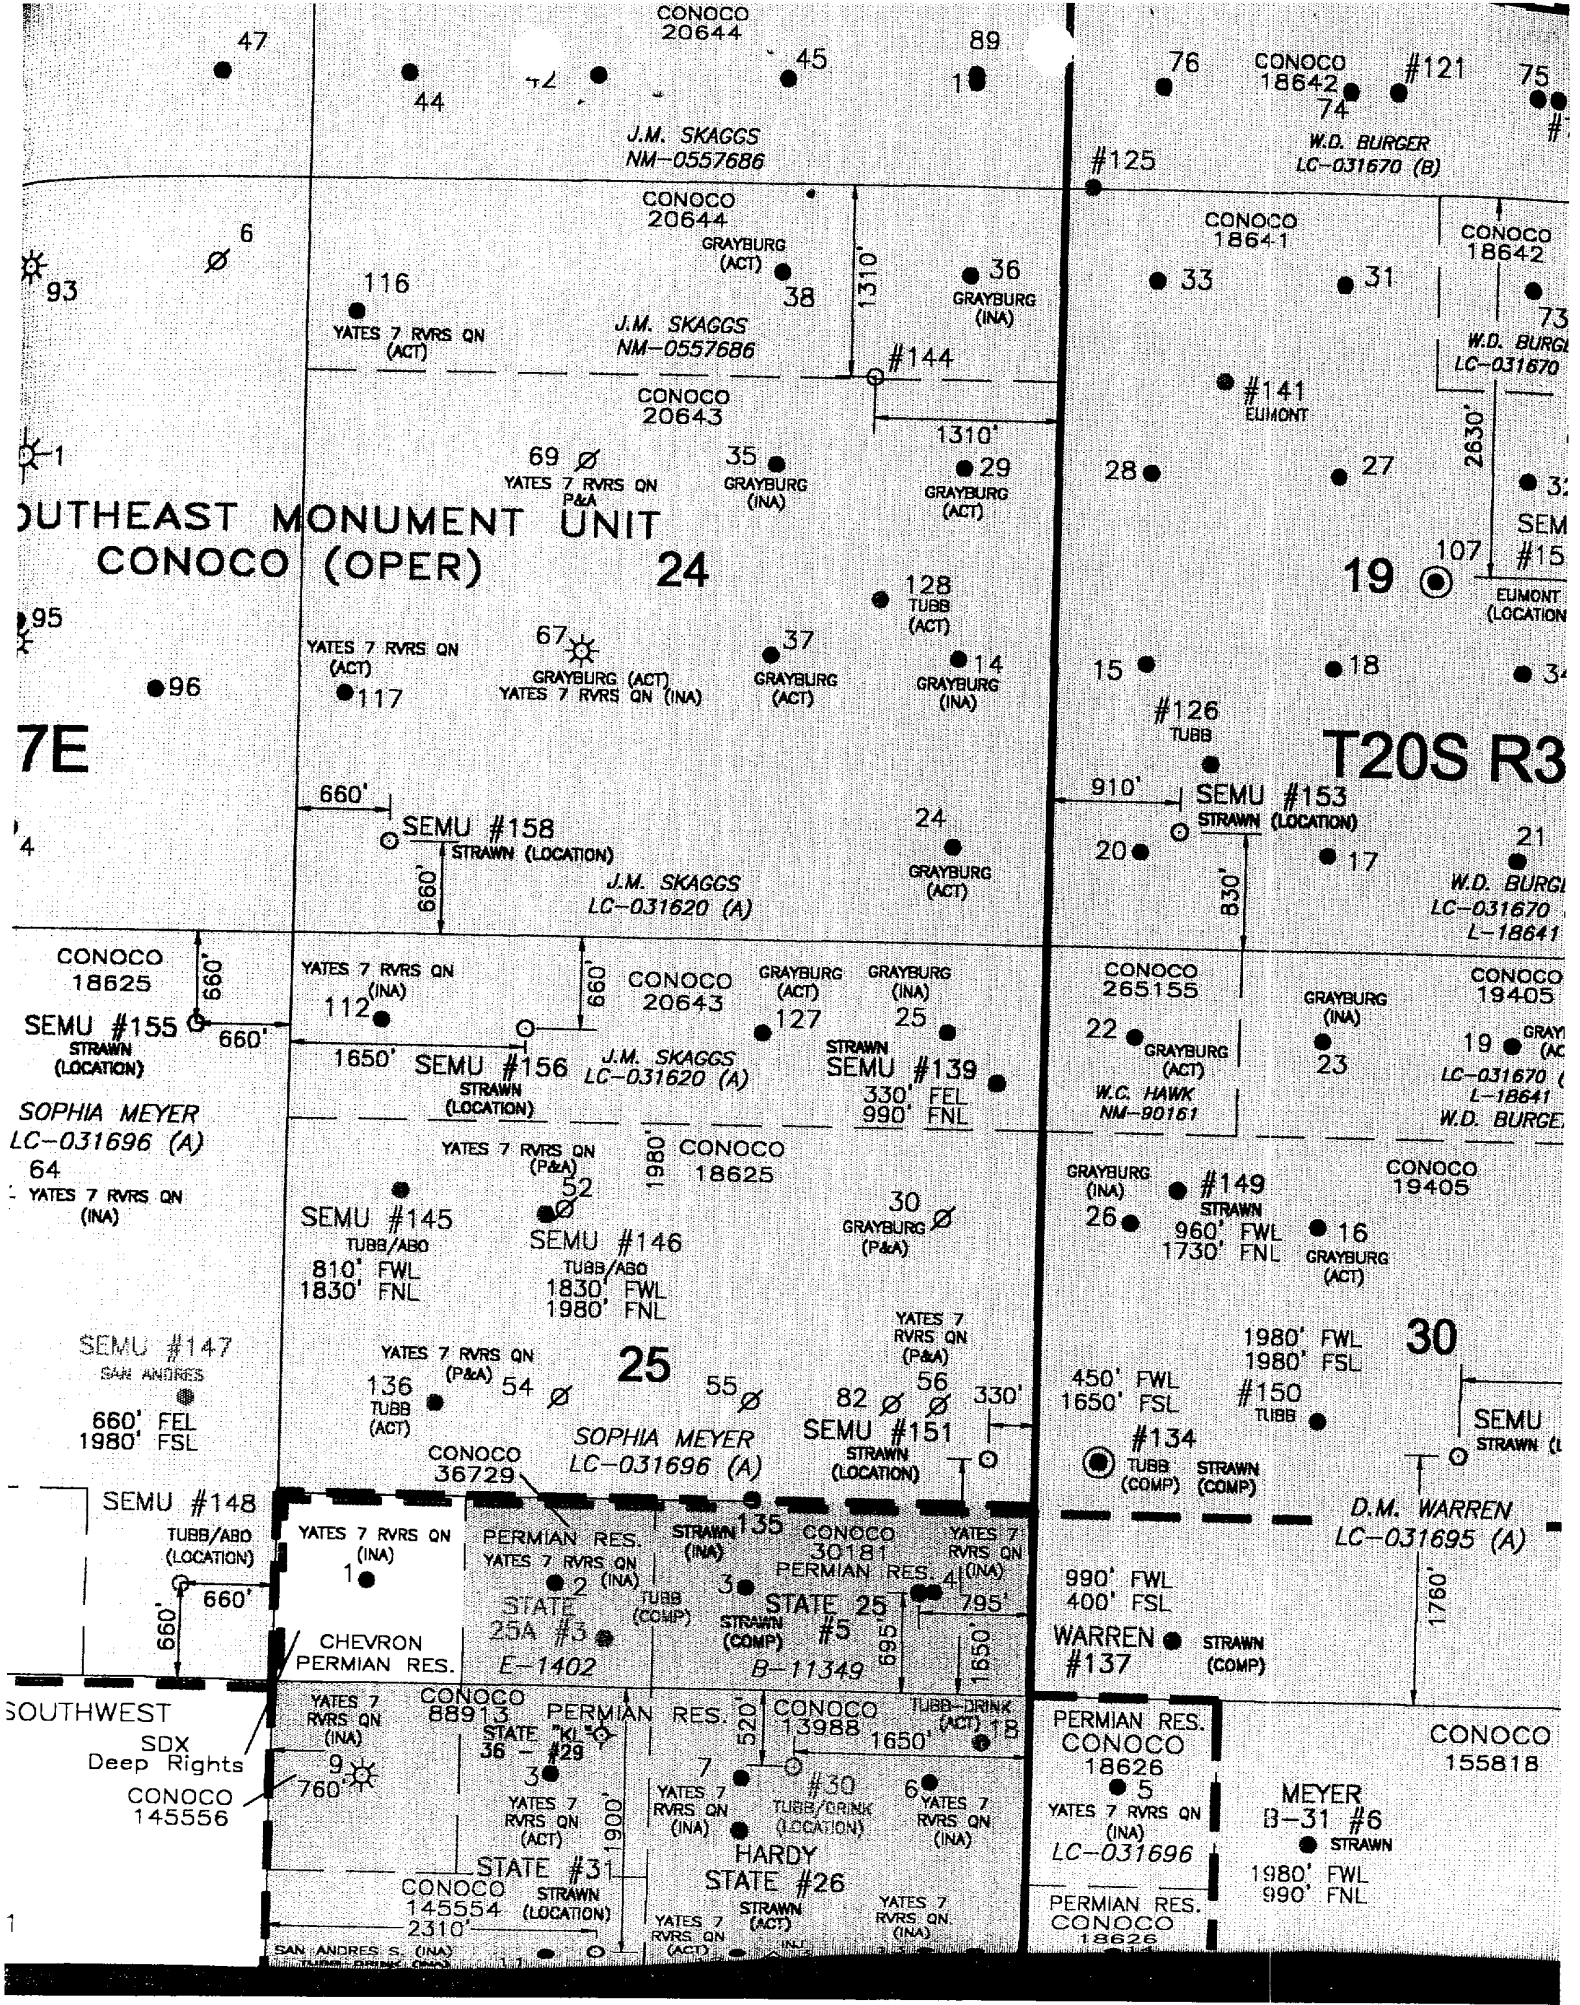 CONOCO
20644
47
44
45
89
1
76
CONOCO
18642
74
#121
75
J.M. SKAGGS
NM-0557686
W.D. BURGER
LC-031670 (B)
#125
6
93
116
YATES 7 RVRS QN
(ACT)
CONOCO
20644
GRAYBURG
(ACT)
38
J.M. SKAGGS
NM-0557686
1310'
36
GRAYBURG
(INA)
#144
CONOCO
18641
33
31
CONOCO
18642
73
W.D. BURG
LC-031670
CONOCO
20643
1310'
#141
EUMONT
2630'
1
69
YATES 7 RVRS QN
P&A
35
GRAYBURG
(INA)
29
GRAYBURG
(ACT)
28
27
OUTHEAST MONUMENT UNIT
CONOCO (OPER)
24
SEM
#15
107
19
EUMONT
(LOCATION
128
TUBB
(ACT)
95
96
YATES 7 RVRS QN
(ACT)
117
67
GRAYBURG (ACT)
YATES 7 RVRS QN (INA)
37
GRAYBURG
(ACT)
14
GRAYBURG
(INA)
15
18
34
#126
TUBB
7E
T20S R3
660'
SEMU #158
STRAWN (LOCATION)
660'
J.M. SKAGGS
LC-031620 (A)
24
GRAYBURG
(ACT)
910'
SEMU #153
STRAWN (LOCATION)
20
830'
17
21
W.D. BURG
LC-031670
L-18641
4
CONOCO
18625
660'
SEMU #155
STRAWN
(LOCATION)
660'
YATES 7 RVRS QN
(INA)
112
1650'
SEMU #156
STRAWN
(LOCATION)
660'
CONOCO
20643
J.M. SKAGGS
LC-031620 (A)
GRAYBURG
(ACT)
127
GRAYBURG
(INA)
25
STRAWN
SEMU #139
330' FEL
990' FNL
CONOCO
265155
22
GRAYBURG
(ACT)
W.C. HAWK
NM-90161
GRAYBURG
(INA)
23
CONOCO
19405
19
GRAY
(AC
LC-031670 (
L-18641
W.D. BURGE
SOPHIA MEYER
LC-031696 (A)
64
YATES 7 RVRS QN
(INA)
YATES 7 RVRS QN
(P&A)
52
1980'
CONOCO
18625
SEMU #145
TUBB/ABO
810' FWL
1830' FNL
SEMU #146
TUBB/ABO
1830' FWL
1980' FNL
30
GRAYBURG
(P&A)
GRAYBURG
(INA)
26
#149
STRAWN
960' FWL
1730' FNL
CONOCO
19405
16
GRAYBURG
(ACT)
SEMU #147
SAN ANDRES
660' FEL
1980' FSL
YATES 7 RVRS QN
(P&A)
136
TUBB
(ACT)
54
25
55
YATES 7
RVRS QN
(P&A)
82
56
330'
SEMU #151
STRAWN
(LOCATION)
SOPHIA MEYER
LC-031696 (A)
30
1980' FWL
1980' FSL
#150
TUBB
450' FWL
1650' FSL
#134
TUBB
(COMP)
STRAWN
(COMP)
SEMU
STRAWN (L
D.M. WARREN
LC-031695 (A)
1760'
CONOCO
36729
SEMU #148
TUBB/ABO
(LOCATION)
660'
660'
YATES 7 RVRS QN
(INA)
1
CHEVRON
PERMIAN RES.
PERMIAN RES.
YATES 7 RVRS QN
(INA)
2
STATE
25A #3
TUBB
(COMP)
E-1402
STRAWN
(INA)
135
CONOCO
30181
PERMIAN RES.
3
YATES 7
RVRS QN
(INA)
4
STATE 25
#5
STRAWN
(COMP)
795'
695'
1650'
B-11349
990' FWL
400' FSL
WARREN
#137
STRAWN
(COMP)
SOUTHWEST
SDX
Deep Rights
CONOCO
145556
YATES 7
RVRS QN
(INA)
9
760'
CONOCO
88913
PERMIAN RES.
STATE "KL"
36 - #29
3
YATES 7
RVRS QN
(ACT)
1900'
STATE #31
STRAWN
(LOCATION)
CONOCO
145554
2310'
SAN ANDRES S. (INA)
520'
CONOCO
13988
1650'
TUBB-DRINK
(ACT)
18
7
YATES 7
RVRS QN
(INA)
#30
TUBB/DRINK
(LOCATION)
6
YATES 7
RVRS QN
(INA)
HARDY
STATE #26
STRAWN
(ACT)
YATES 7
RVRS QN
(ACT)
YATES 7
RVRS QN
(INA)
INJ
PERMIAN RES.
CONOCO
18626
5
YATES 7 RVRS QN
(INA)
LC-031696
PERMIAN RES.
CONOCO
18626
CONOCO
155818
MEYER
B-31 #6
STRAWN
1980' FWL
990' FNL